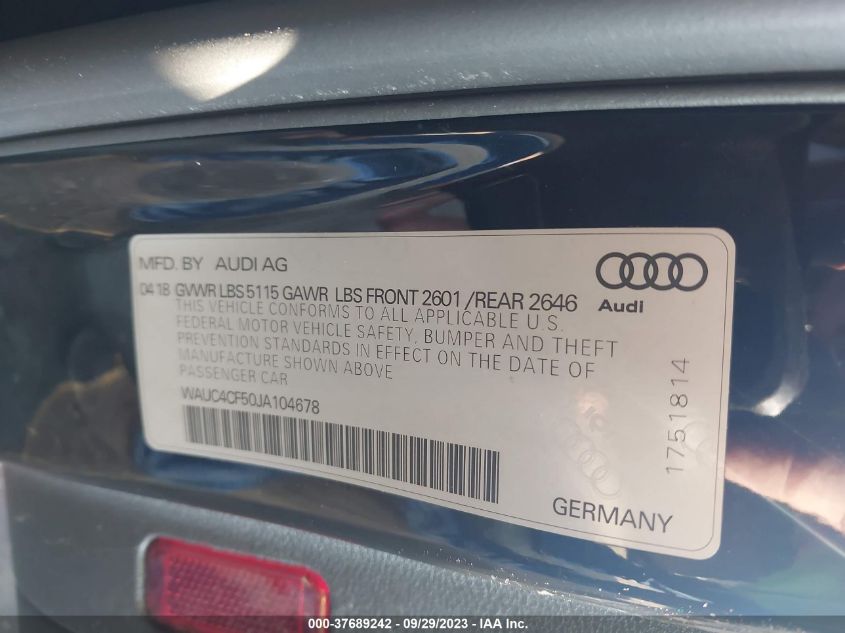 MFD. BY AUDI AG
04 18 GVWR LBS 5115 GAWR LBS FRONT 2601 /REAR 2646
THIS VEHICLE CONFORMS TO ALL APPLICABLE U.S.
FEDERAL MOTOR VEHICLE SAFETY, BUMPER AND THEFT
PREVENTION STANDARDS IN EFFECT ON THE DATE OF
MANUFACTURE SHOWN ABOVE
PASSENGER CAR
WAUC4CF50JA104678
Audi
1751814
GERMANY
000-37689242 - 09/29/2023 - IAA Inc.